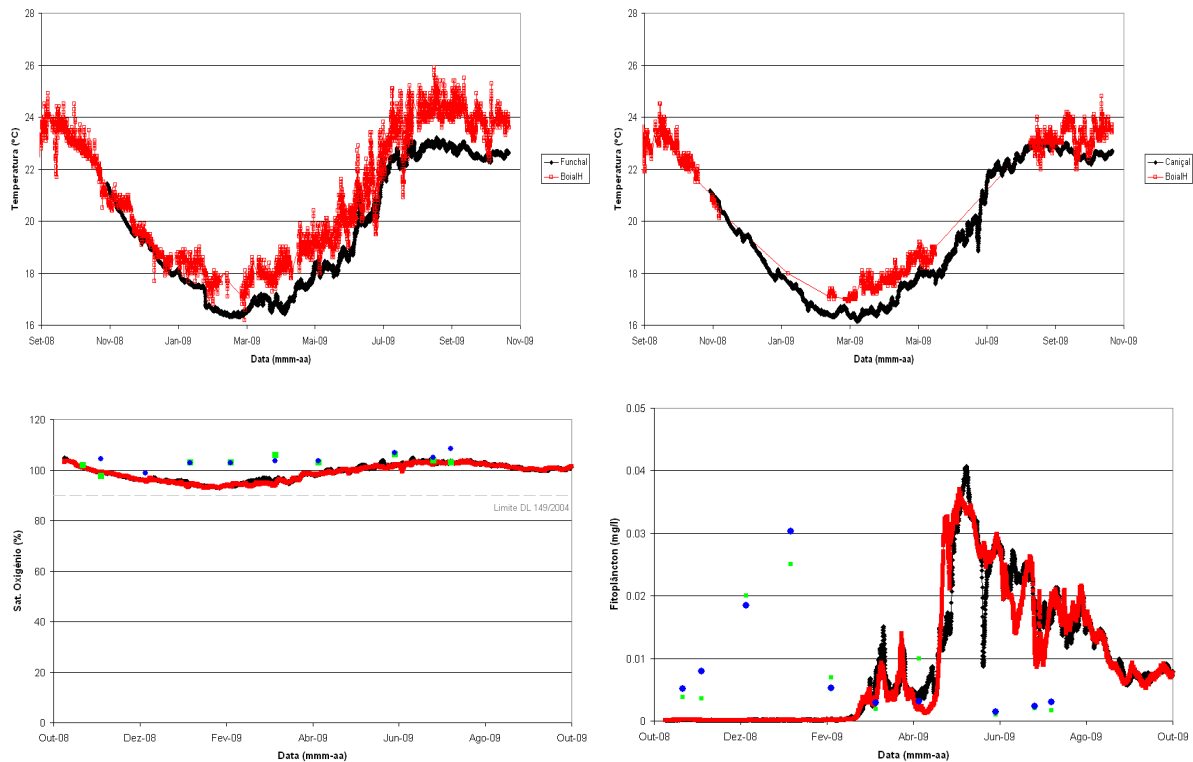 28
26
24
22
20
18
16
Temperatura (ºC)
Set-08
Nov-08
Jan-09
Mar-09
Mai-09
Jul-09
Set-09
Nov-09
Data (mmm-aa)
Funchal
BoiaIH
28
26
24
22
20
18
16
Temperatura (ºC)
Set-08
Nov-08
Jan-09
Mar-09
Mai-09
Jul-09
Set-09
Nov-09
Data (mmm-aa)
Caniçal
BoiaIH
120
100
80
60
40
20
0
Sat. Oxigénio (%)
Limite DL 149/2004
Out-08
Dez-08
Fev-09
Abr-09
Jun-09
Ago-09
Out-09
Data (mmm-aa)
0.05
0.04
0.03
0.02
0.01
0
Fitoplâncton (mg/l)
Out-08
Dez-08
Fev-09
Abr-09
Jun-09
Ago-09
Out-09
Data (mmm-aa)